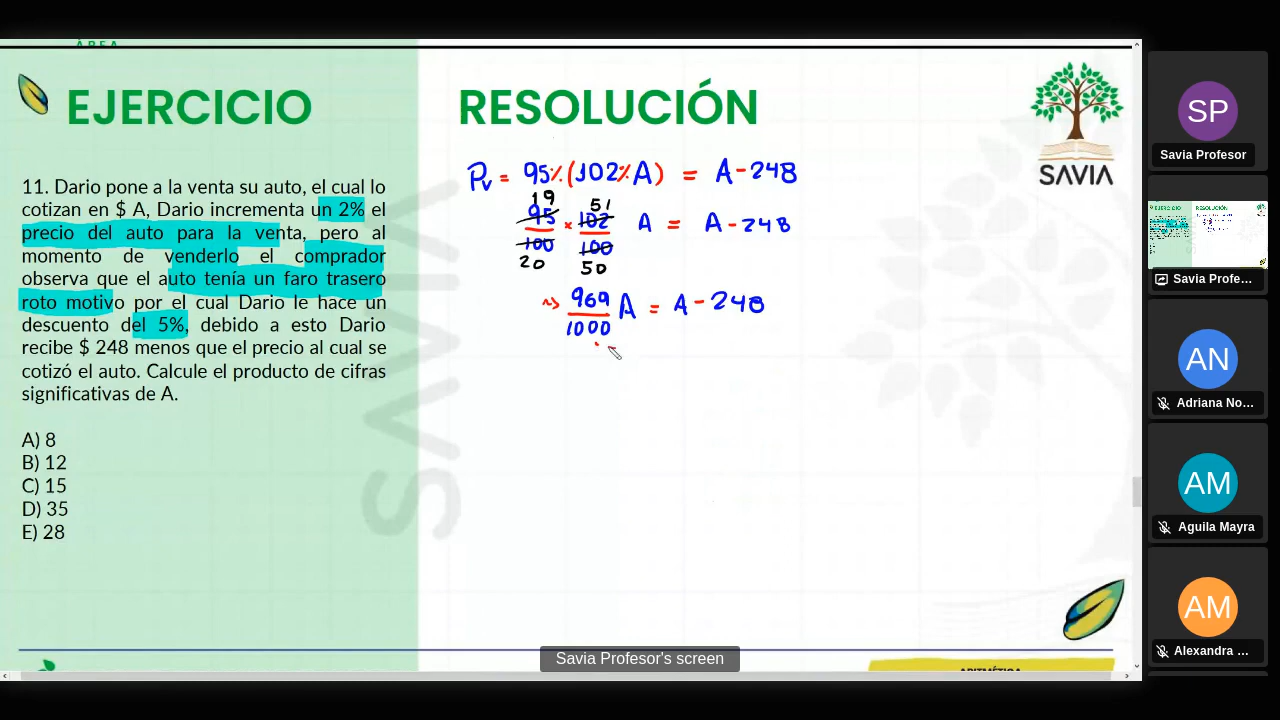 ÁREA
EJERCICIO
11. Dario pone a la venta su auto, el cual lo
cotizan en $ A, Dario incrementa un 2% el
precio del auto para la venta, pero al
momento de venderlo el comprador
observa que el auto tenía un faro trasero
roto motivo por el cual Dario le hace un
descuento del 5%, debido a esto Dario
recibe $ 248 menos que el precio al cual se
cotizó el auto. Calcule el producto de cifras
significativas de A.
A) 8
B) 12
C) 15
D) 35
E) 28
RESOLUCIÓN
Pv = 95% (102% A) = A - 248
19 51
95/100 × 102/100 A = A - 248
20 50
~> 969/1000 A = A - 248
SAVIA
SAVIA
ARITMÉTICA
Savia Profesor's screen
SP
Savia Profesor
Savia Profe...
AN
Adriana No...
AM
Aguila Mayra
AM
Alexandra ...